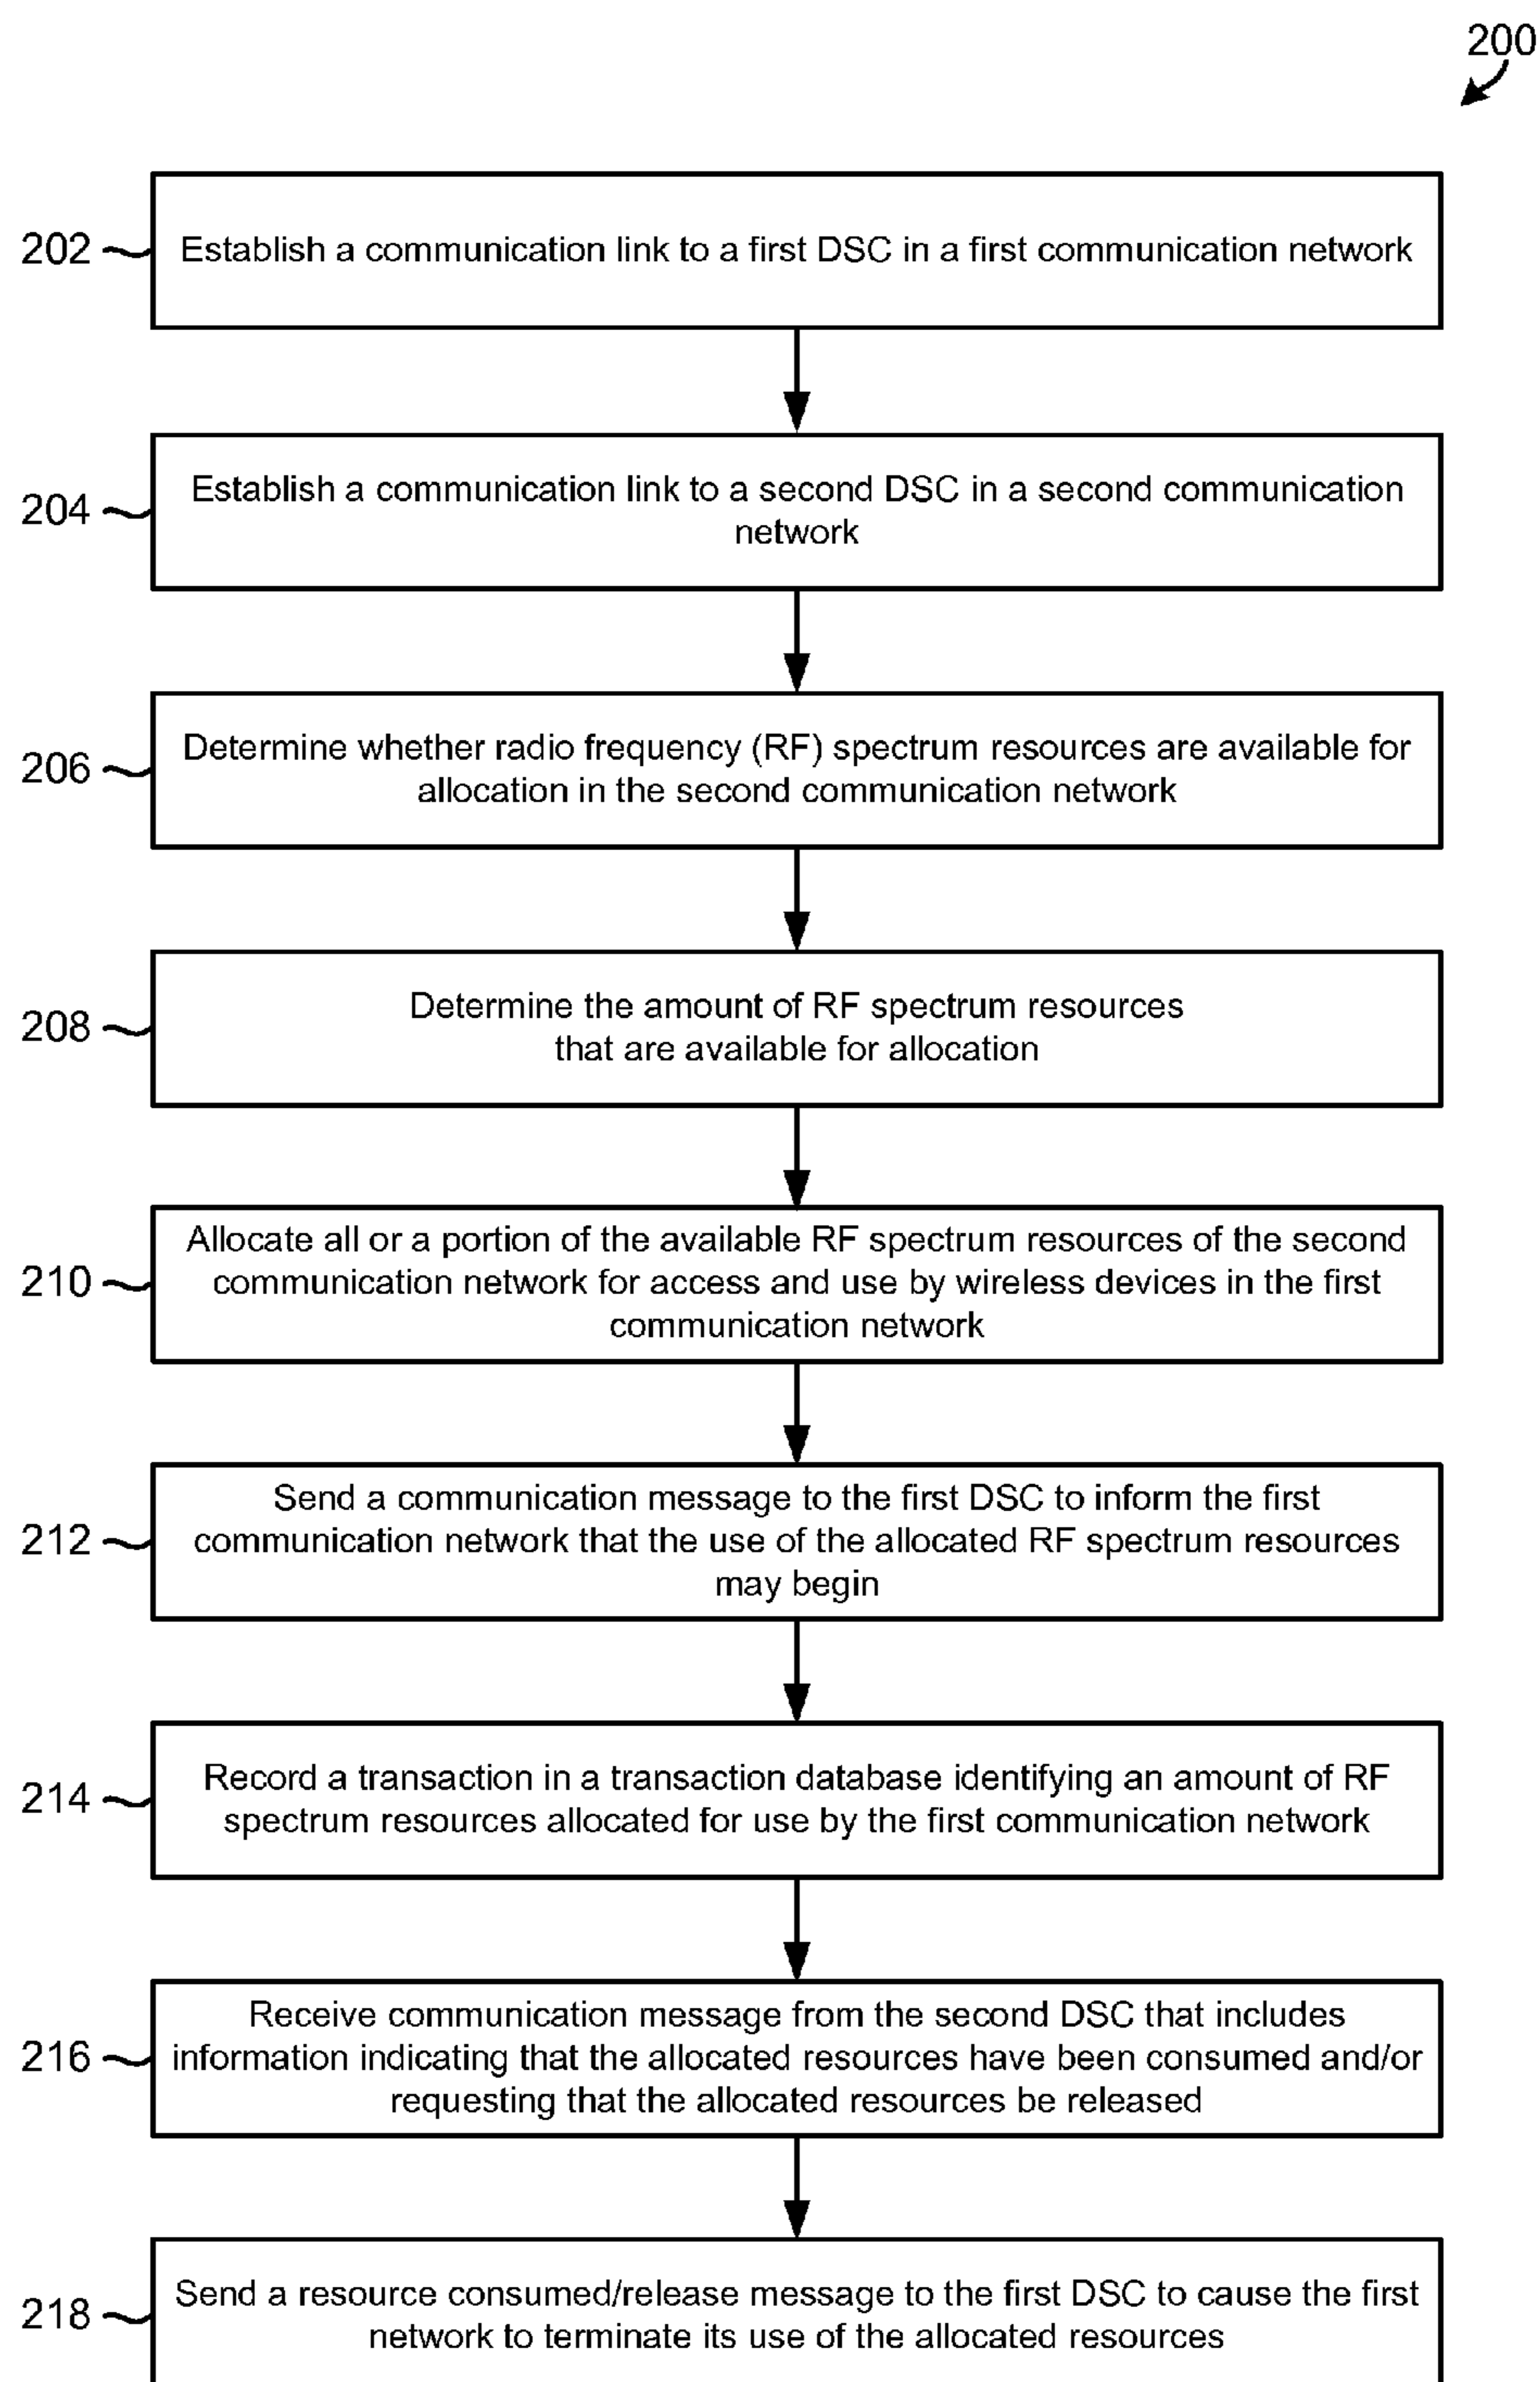 200
202
Establish a communication link to a first DSC in a first communication network
204
Establish a communication link to a second DSC in a second communication
network
206
Determine whether radio frequency (RF) spectrum resources are available for
allocation in the second communication network
208
Determine the amount of RF spectrum resources
that are available for allocation
210
Allocate all or a portion of the available RF spectrum resources of the second
communication network for access and use by wireless devices in the first
communication network
212
Send a communication message to the first DSC to inform the first
communication network that the use of the allocated RF spectrum resources
may begin
214
Record a transaction in a transaction database identifying an amount of RF
spectrum resources allocated for use by the first communication network
216
Receive communication message from the second DSC that includes
information indicating that the allocated resources have been consumed and/or
requesting that the allocated resources be released
218
Send a resource consumed/release message to the first DSC to cause the first
network to terminate its use of the allocated resources